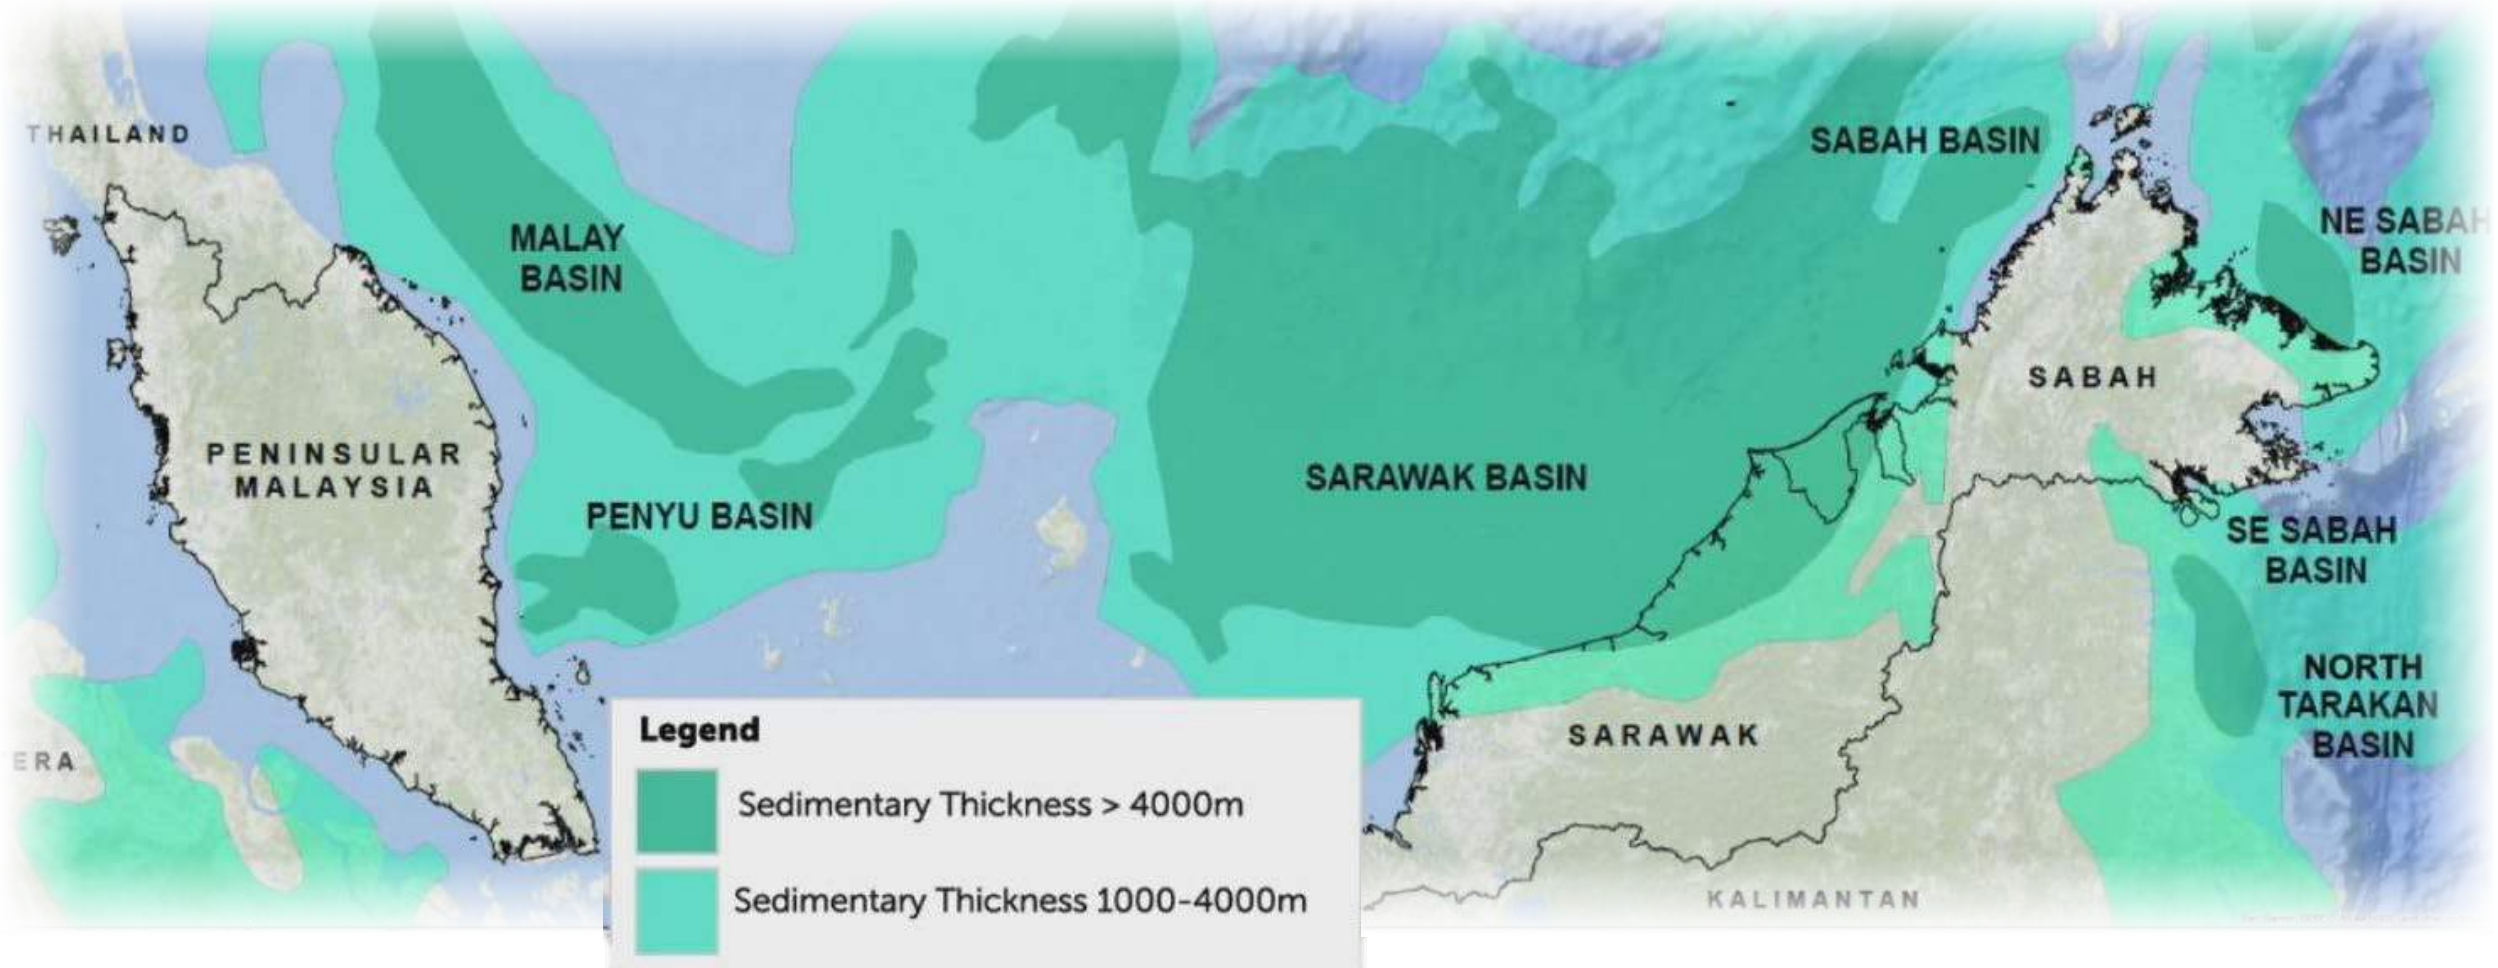 THAILAND
MALAY
BASIN
SABAH BASIN
NE SABAH
BASIN
SABAH
PENINSULAR
MALAYSIA
PENYU BASIN
SARAWAK BASIN
SE SABAH
BASIN
NORTH
TARAKAN
BASIN
SARAWAK
ERA
KALIMANTAN
Legend
Sedimentary Thickness > 4000m
Sedimentary Thickness 1000-4000m